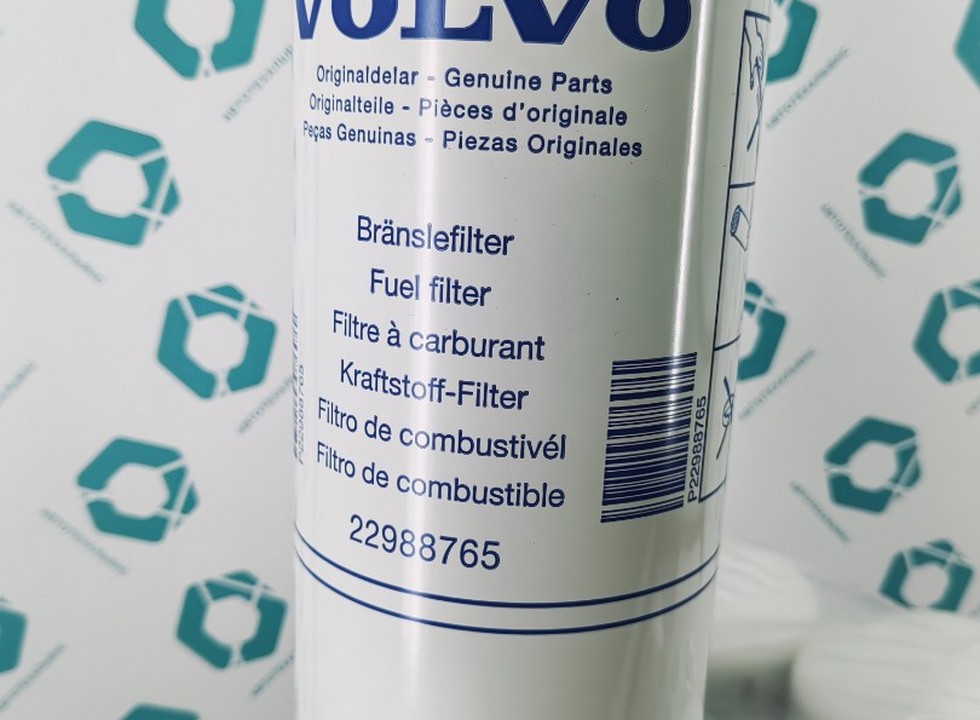 VOLVO
Originaldelar - Genuine Parts
Originalteile - Pièces d'originale
Peças Genuinas - Piezas Originales
Bränslefilter
Fuel filter
Filtre à carburant
Kraftstoff-Filter
Filtro de combustivél
Filtro de combustible
22988765
P22988765